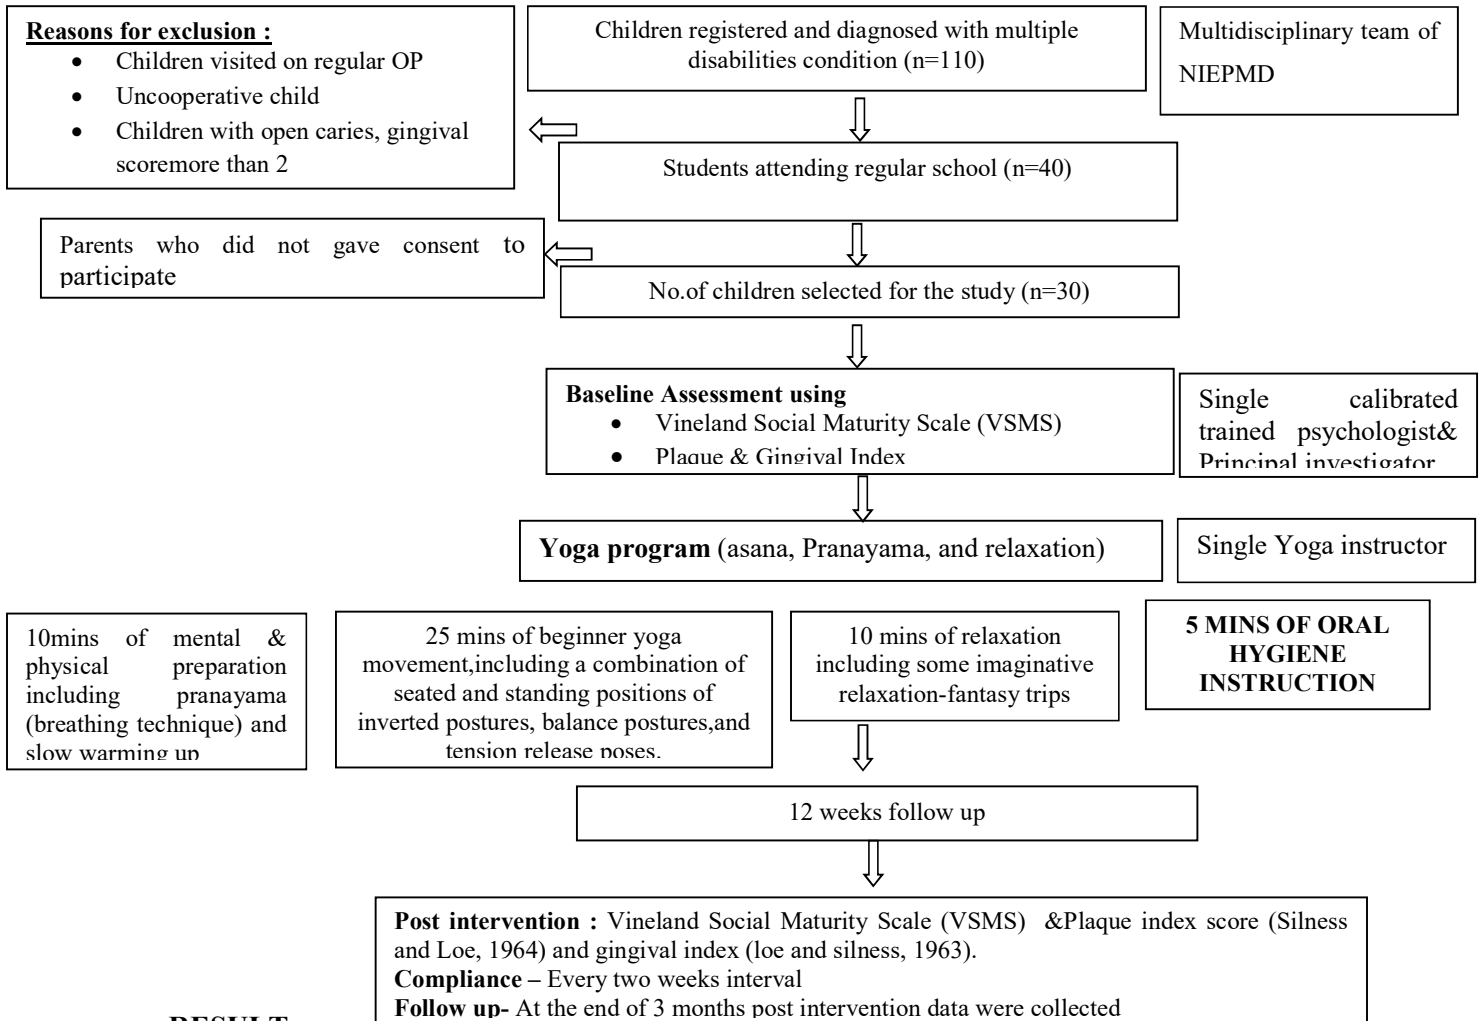 Reasons for exclusion :
• Children visited on regular OP
• Uncooperative child
• Children with open caries, gingival
scoremore than 2
Children registered and diagnosed with multiple
disabilities condition (n=110)
Multidisciplinary team of
NIEPMD
Students attending regular school (n=40)
Parents who did not gave consent to
participate
No.of children selected for the study (n=30)
Baseline Assessment using
• Vineland Social Maturity Scale (VSMS)
• Plaque & Gingival Index
Single calibrated
trained psychologist&
Principal investigator
Yoga program (asana, Pranayama, and relaxation)
Single Yoga instructor
10mins of mental &
physical preparation
including pranayama
(breathing technique) and
slow warming up
25 mins of beginner yoga
movement,including a combination of
seated and standing positions of
inverted postures, balance postures,and
tension release poses.
10 mins of relaxation
including some imaginative
relaxation-fantasy trips
5 MINS OF ORAL
HYGIENE
INSTRUCTION
12 weeks follow up
Post intervention : Vineland Social Maturity Scale (VSMS) &Plaque index score (Silness
and Loe, 1964) and gingival index (loe and silness, 1963).
Compliance – Every two weeks interval
Follow up- At the end of 3 months post intervention data were collected
RESULT